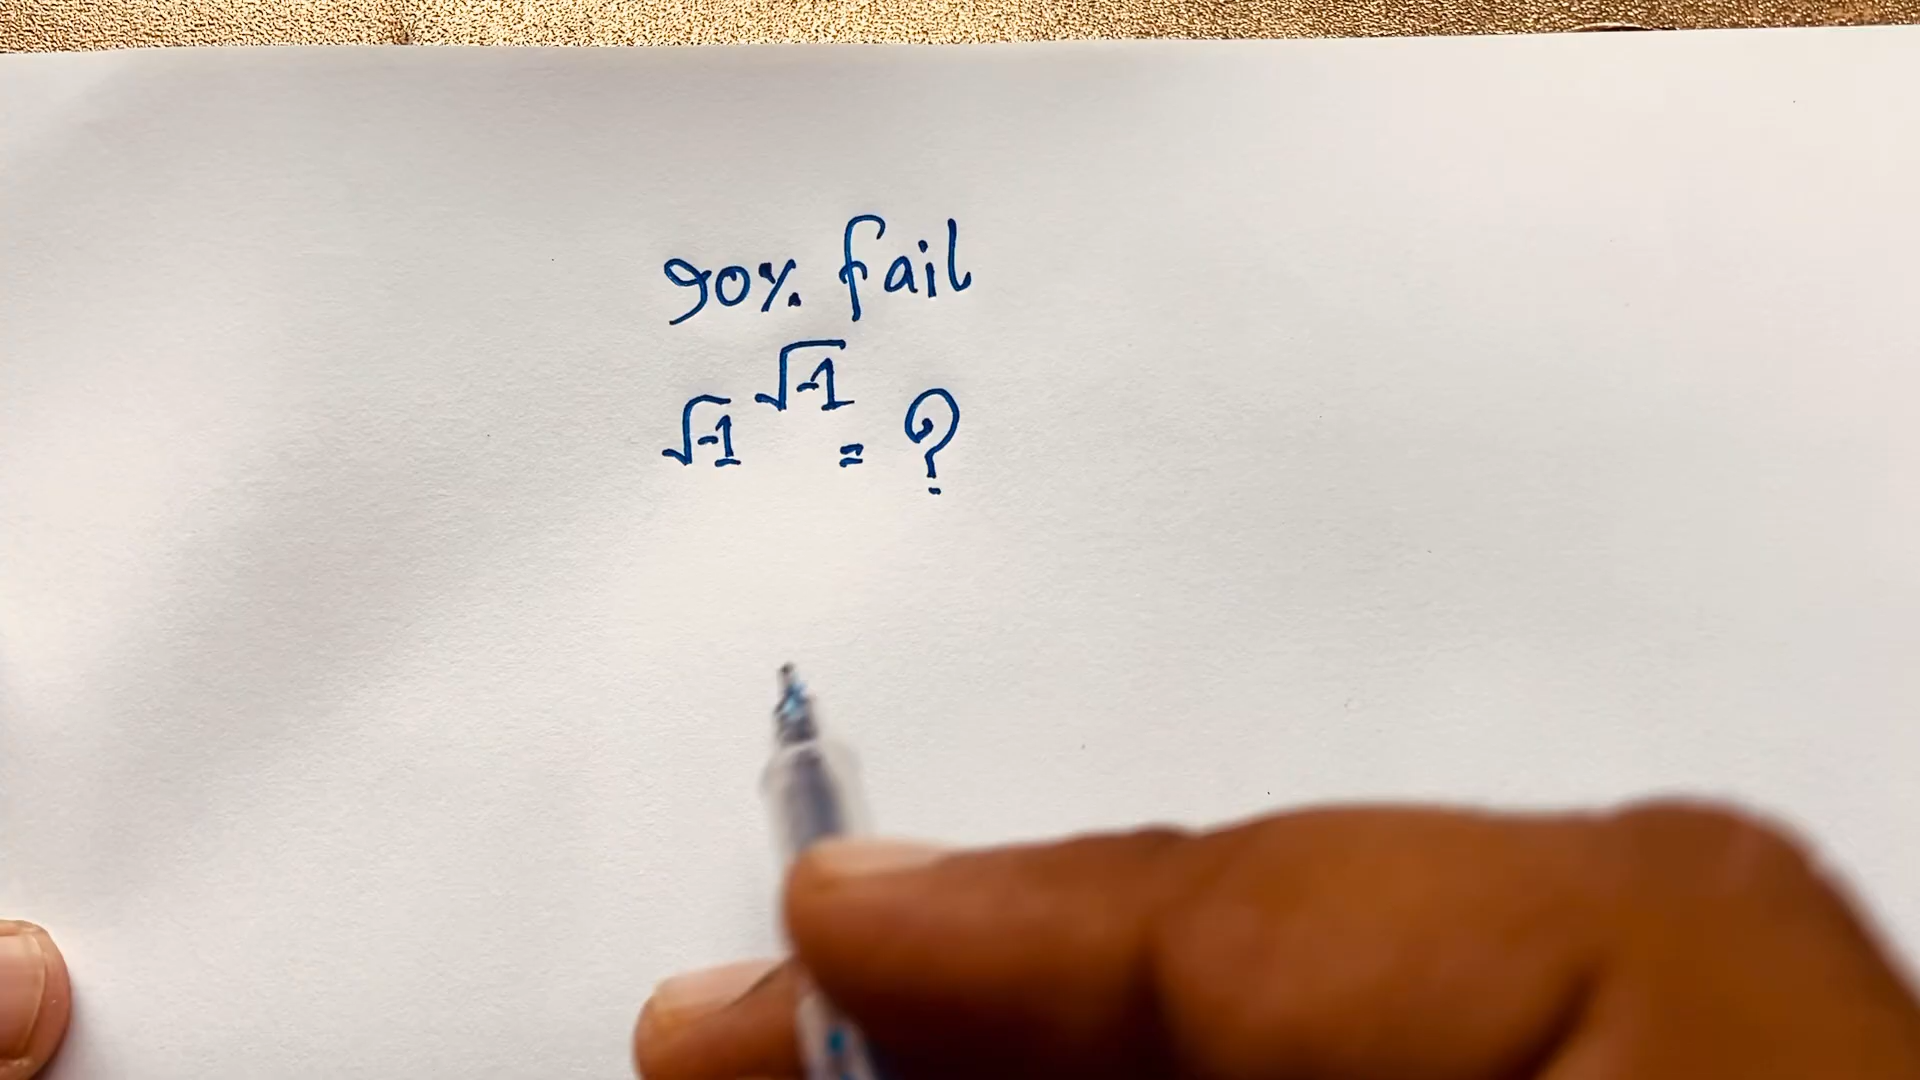 90% fail
√-1^√-1 = ?